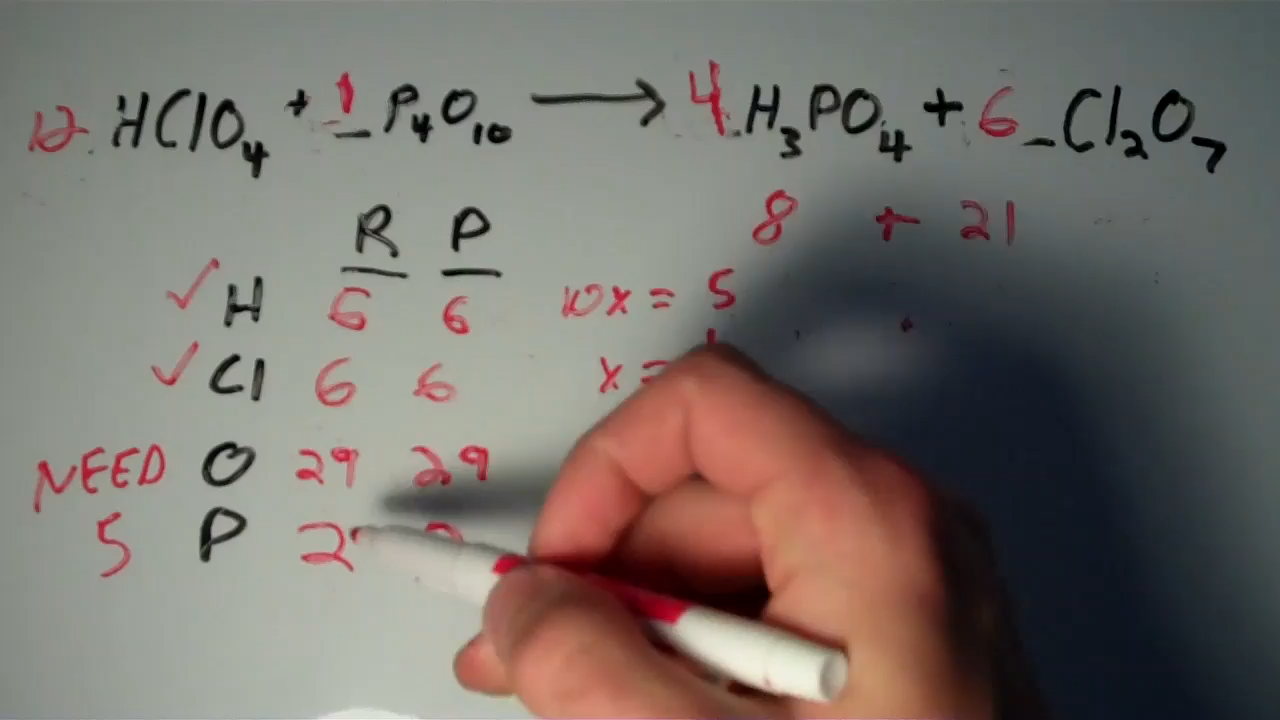 12 HClO₄ + 1 P₄O₁₀ → 4 H₃PO₄ + 6 Cl₂O₇
8 + 21
R P
✓ H 6 6 10x = 5
✓ Cl 6 6 x =
NEED O 29 29
5 P 2